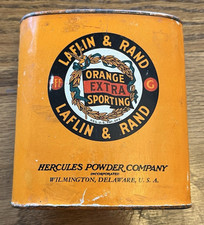 LAFLIN & RAND
ORANGE
EXTRA
SPORTING
G
LAFLIN & RAND
HERCULES POWDER COMPANY
INCORPORATED
WILMINGTON, DELAWARE, U.S.A.